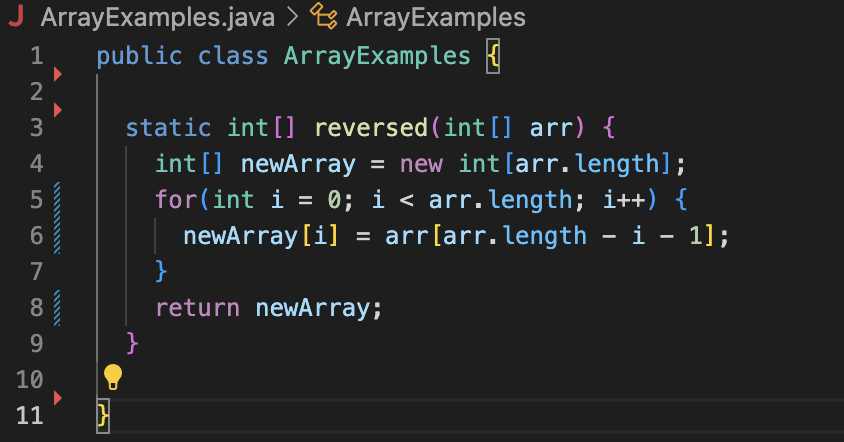 ArrayExamples.java > ArrayExamples
1 public class ArrayExamples {
2
3 static int[] reversed(int[] arr) {
4 int[] newArray = new int[arr.length];
5 for(int i = 0; i < arr.length; i++) {
6 newArray[i] = arr[arr.length - i - 1];
7 }
8 return newArray;
9 }
10
11 }